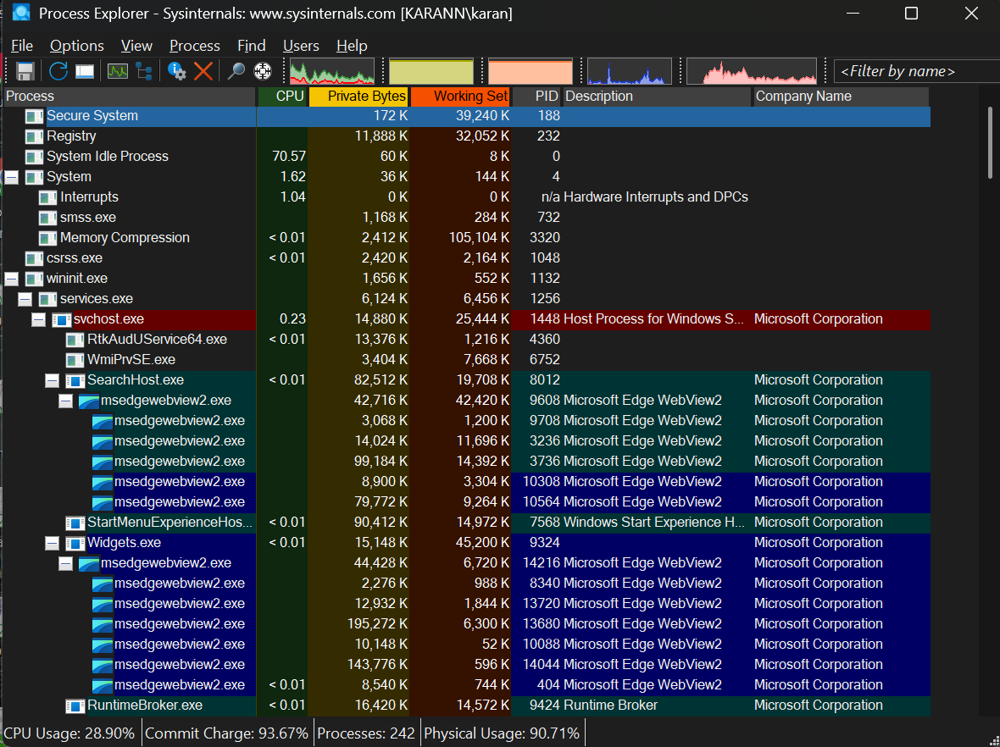 Process Explorer - Sysinternals: www.sysinternals.com [KARANN\karan]
File Options View Process Find Users Help
<Filter by name>
Process CPU Private Bytes Working Set PID Description Company Name
Secure System 172 K 39,240 K 188
Registry 11,888 K 32,052 K 232
System Idle Process 70.57 60 K 8 K 0
System 1.62 36 K 144 K 4
Interrupts 1.04 0 K 0 K n/a Hardware Interrupts and DPCs
smss.exe 1,168 K 284 K 732
Memory Compression < 0.01 2,412 K 105,104 K 3320
csrss.exe < 0.01 2,420 K 2,164 K 1048
wininit.exe 1,656 K 552 K 1132
services.exe 6,124 K 6,456 K 1256
svchost.exe 0.23 14,880 K 25,444 K 1448 Host Process for Windows S... Microsoft Corporation
RtkAudUService64.exe < 0.01 13,376 K 1,216 K 4360
WmiPrvSE.exe 3,404 K 7,668 K 6752
SearchHost.exe < 0.01 82,512 K 19,708 K 8012 Microsoft Corporation
msedgewebview2.exe 42,716 K 42,420 K 9608 Microsoft Edge WebView2 Microsoft Corporation
msedgewebview2.exe 3,068 K 1,200 K 9708 Microsoft Edge WebView2 Microsoft Corporation
msedgewebview2.exe 14,024 K 11,696 K 3236 Microsoft Edge WebView2 Microsoft Corporation
msedgewebview2.exe 99,184 K 14,392 K 3736 Microsoft Edge WebView2 Microsoft Corporation
msedgewebview2.exe 8,900 K 3,304 K 10308 Microsoft Edge WebView2 Microsoft Corporation
msedgewebview2.exe 79,772 K 9,264 K 10564 Microsoft Edge WebView2 Microsoft Corporation
StartMenuExperienceHos... < 0.01 90,412 K 14,972 K 7568 Windows Start Experience H... Microsoft Corporation
Widgets.exe < 0.01 15,148 K 45,200 K 9324 Microsoft Corporation
msedgewebview2.exe 44,428 K 6,720 K 14216 Microsoft Edge WebView2 Microsoft Corporation
msedgewebview2.exe 2,276 K 988 K 8340 Microsoft Edge WebView2 Microsoft Corporation
msedgewebview2.exe 12,932 K 1,844 K 13720 Microsoft Edge WebView2 Microsoft Corporation
msedgewebview2.exe 195,272 K 6,300 K 13680 Microsoft Edge WebView2 Microsoft Corporation
msedgewebview2.exe 10,148 K 52 K 10088 Microsoft Edge WebView2 Microsoft Corporation
msedgewebview2.exe 143,776 K 596 K 14044 Microsoft Edge WebView2 Microsoft Corporation
msedgewebview2.exe < 0.01 8,540 K 744 K 404 Microsoft Edge WebView2 Microsoft Corporation
RuntimeBroker.exe < 0.01 16,420 K 14,572 K 9424 Runtime Broker Microsoft Corporation
CPU Usage: 28.90% Commit Charge: 93.67% Processes: 242 Physical Usage: 90.71%